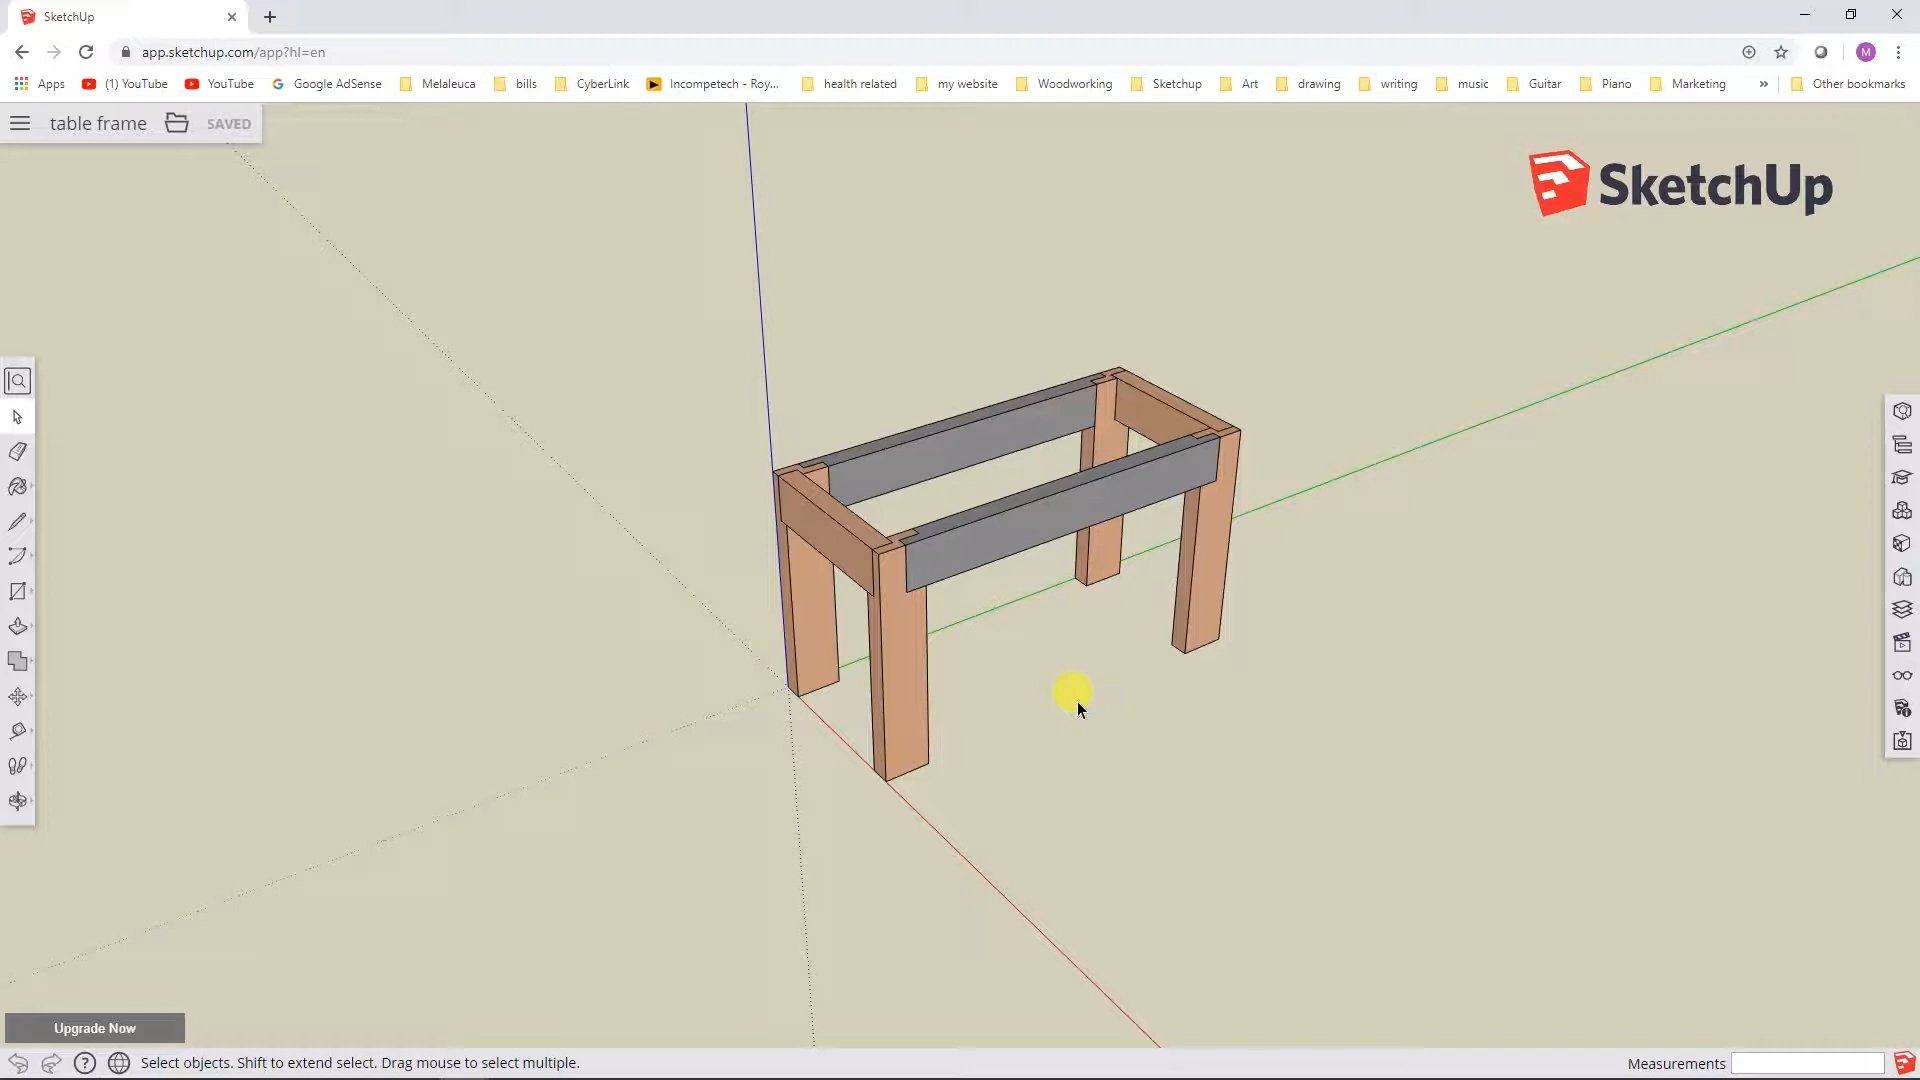 SketchUp
app.sketchup.com/app?hl=en
M
Apps (1) YouTube YouTube Google AdSense Melaleuca bills CyberLink Incompetech - Roy... health related my website Woodworking Sketchup Art drawing writing music Guitar Piano Marketing » Other bookmarks
table frame SAVED
SketchUp
Upgrade Now
Select objects. Shift to extend select. Drag mouse to select multiple.
Measurements